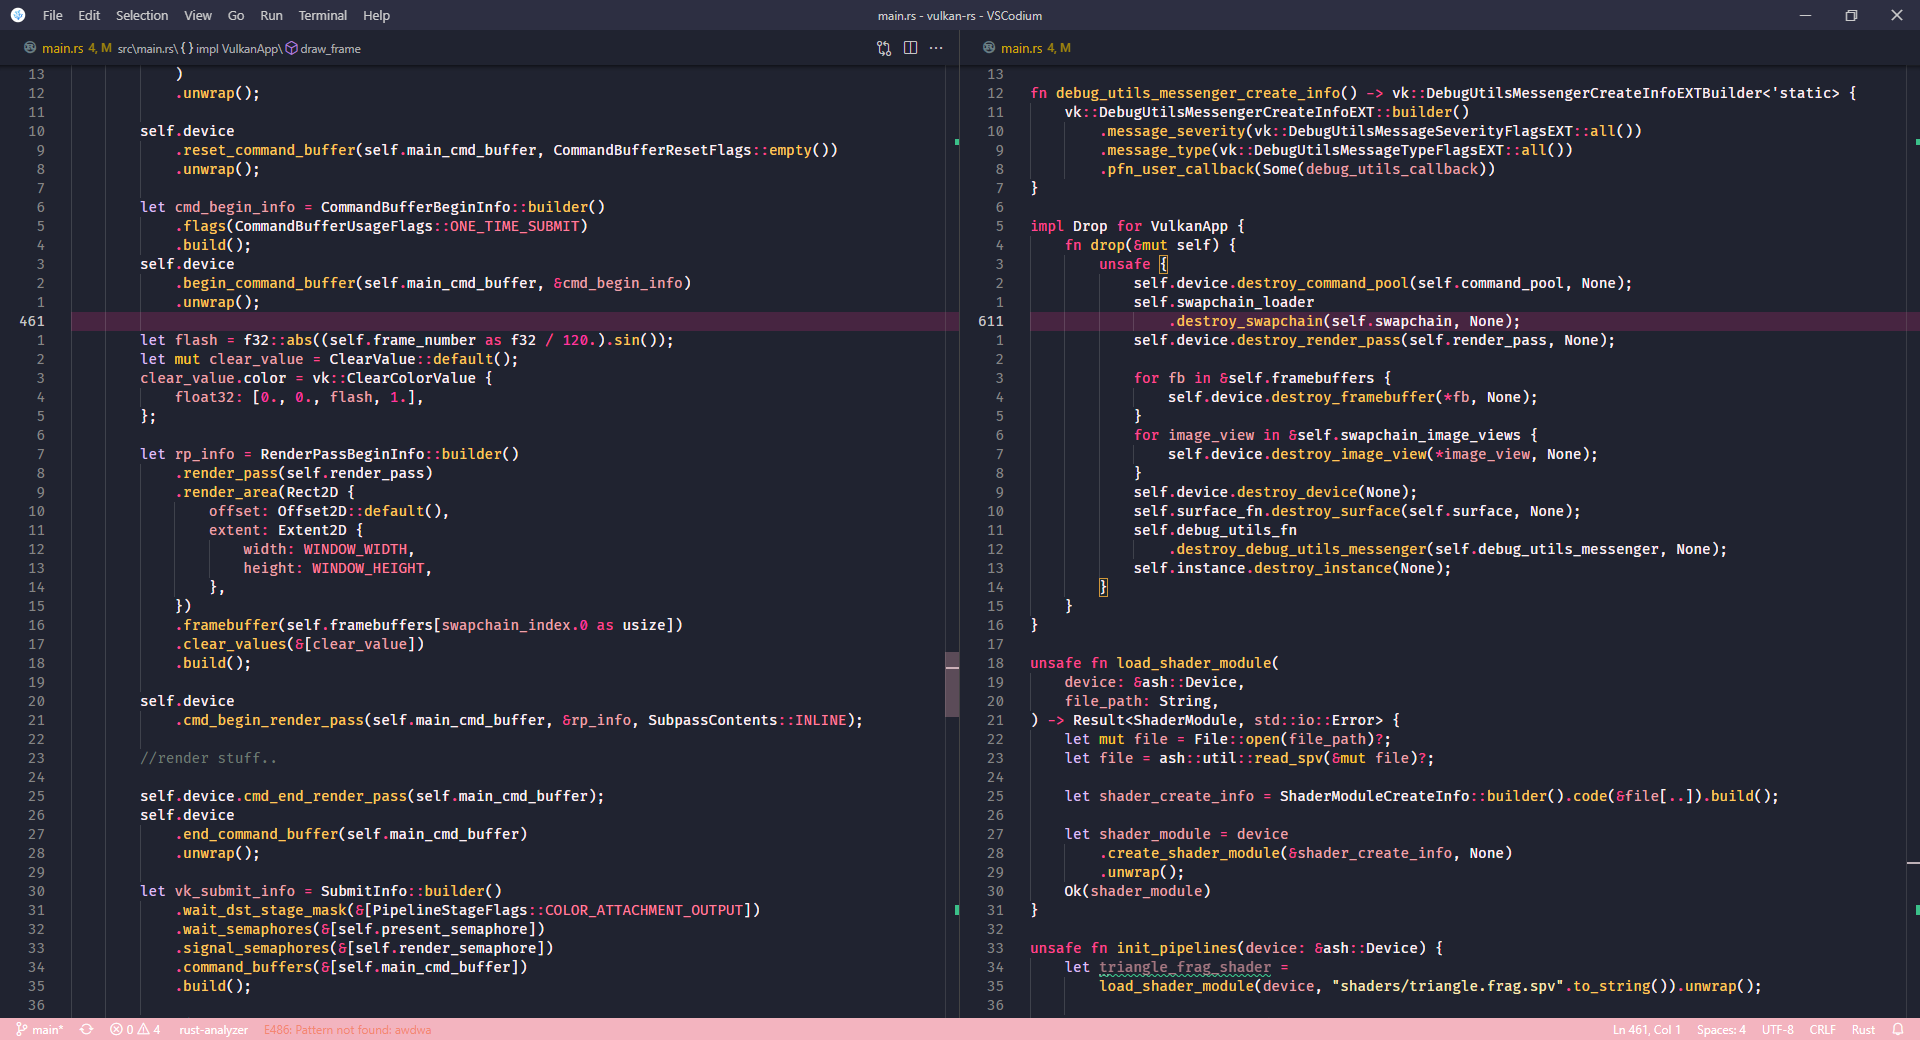 File Edit Selection View Go Run Terminal Help
main.rs - vulkan-rs - VSCodium
main.rs 4, M src\main.rs\ {} impl VulkanApp\ draw_frame
13 )
12 .unwrap();
11
10 self.device
9 .reset_command_buffer(self.main_cmd_buffer, CommandBufferResetFlags::empty())
8 .unwrap();
7
6 let cmd_begin_info = CommandBufferBeginInfo::builder()
5 .flags(CommandBufferUsageFlags::ONE_TIME_SUBMIT)
4 .build();
3 self.device
2 .begin_command_buffer(self.main_cmd_buffer, &cmd_begin_info)
1 .unwrap();
461
1 let flash = f32::abs((self.frame_number as f32 / 120.).sin());
2 let mut clear_value = ClearValue::default();
3 clear_value.color = vk::ClearColorValue {
4 float32: [0., 0., flash, 1.],
5 };
6
7 let rp_info = RenderPassBeginInfo::builder()
8 .render_pass(self.render_pass)
9 .render_area(Rect2D {
10 offset: Offset2D::default(),
11 extent: Extent2D {
12 width: WINDOW_WIDTH,
13 height: WINDOW_HEIGHT,
14 },
15 })
16 .framebuffer(self.framebuffers[swapchain_index.0 as usize])
17 .clear_values(&[clear_value])
18 .build();
19
20 self.device
21 .cmd_begin_render_pass(self.main_cmd_buffer, &rp_info, SubpassContents::INLINE);
22
23 //render stuff..
24
25 self.device.cmd_end_render_pass(self.main_cmd_buffer);
26 self.device
27 .end_command_buffer(self.main_cmd_buffer)
28 .unwrap();
29
30 let vk_submit_info = SubmitInfo::builder()
31 .wait_dst_stage_mask(&[PipelineStageFlags::COLOR_ATTACHMENT_OUTPUT])
32 .wait_semaphores(&[self.present_semaphore])
33 .signal_semaphores(&[self.render_semaphore])
34 .command_buffers(&[self.main_cmd_buffer])
35 .build();
36
main.rs 4, M
13
12 fn debug_utils_messenger_create_info() -> vk::DebugUtilsMessengerCreateInfoEXTBuilder<'static> {
11 vk::DebugUtilsMessengerCreateInfoEXT::builder()
10 .message_severity(vk::DebugUtilsMessageSeverityFlagsEXT::all())
9 .message_type(vk::DebugUtilsMessageTypeFlagsEXT::all())
8 .pfn_user_callback(Some(debug_utils_callback))
7 }
6
5 impl Drop for VulkanApp {
4 fn drop(&mut self) {
3 unsafe {
2 self.device.destroy_command_pool(self.command_pool, None);
1 self.swapchain_loader
611 .destroy_swapchain(self.swapchain, None);
1 self.device.destroy_render_pass(self.render_pass, None);
2
3 for fb in &self.framebuffers {
4 self.device.destroy_framebuffer(*fb, None);
5 }
6 for image_view in &self.swapchain_image_views {
7 self.device.destroy_image_view(*image_view, None);
8 }
9 self.device.destroy_device(None);
10 self.surface_fn.destroy_surface(self.surface, None);
11 self.debug_utils_fn
12 .destroy_debug_utils_messenger(self.debug_utils_messenger, None);
13 self.instance.destroy_instance(None);
14 }
15 }
16 }
17
18 unsafe fn load_shader_module(
19 device: &ash::Device,
20 file_path: String,
21 ) -> Result<ShaderModule, std::io::Error> {
22 let mut file = File::open(file_path)?;
23 let file = ash::util::read_spv(&mut file)?;
24
25 let shader_create_info = ShaderModuleCreateInfo::builder().code(&file[..]).build();
26
27 let shader_module = device
28 .create_shader_module(&shader_create_info, None)
29 .unwrap();
30 Ok(shader_module)
31 }
32
33 unsafe fn init_pipelines(device: &ash::Device) {
34 let triangle_frag_shader =
35 load_shader_module(device, "shaders/triangle.frag.spv".to_string()).unwrap();
36
main* 0 4 rust-analyzer E486: Pattern not found: awdwa
Ln 461, Col 1 Spaces: 4 UTF-8 CRLF Rust